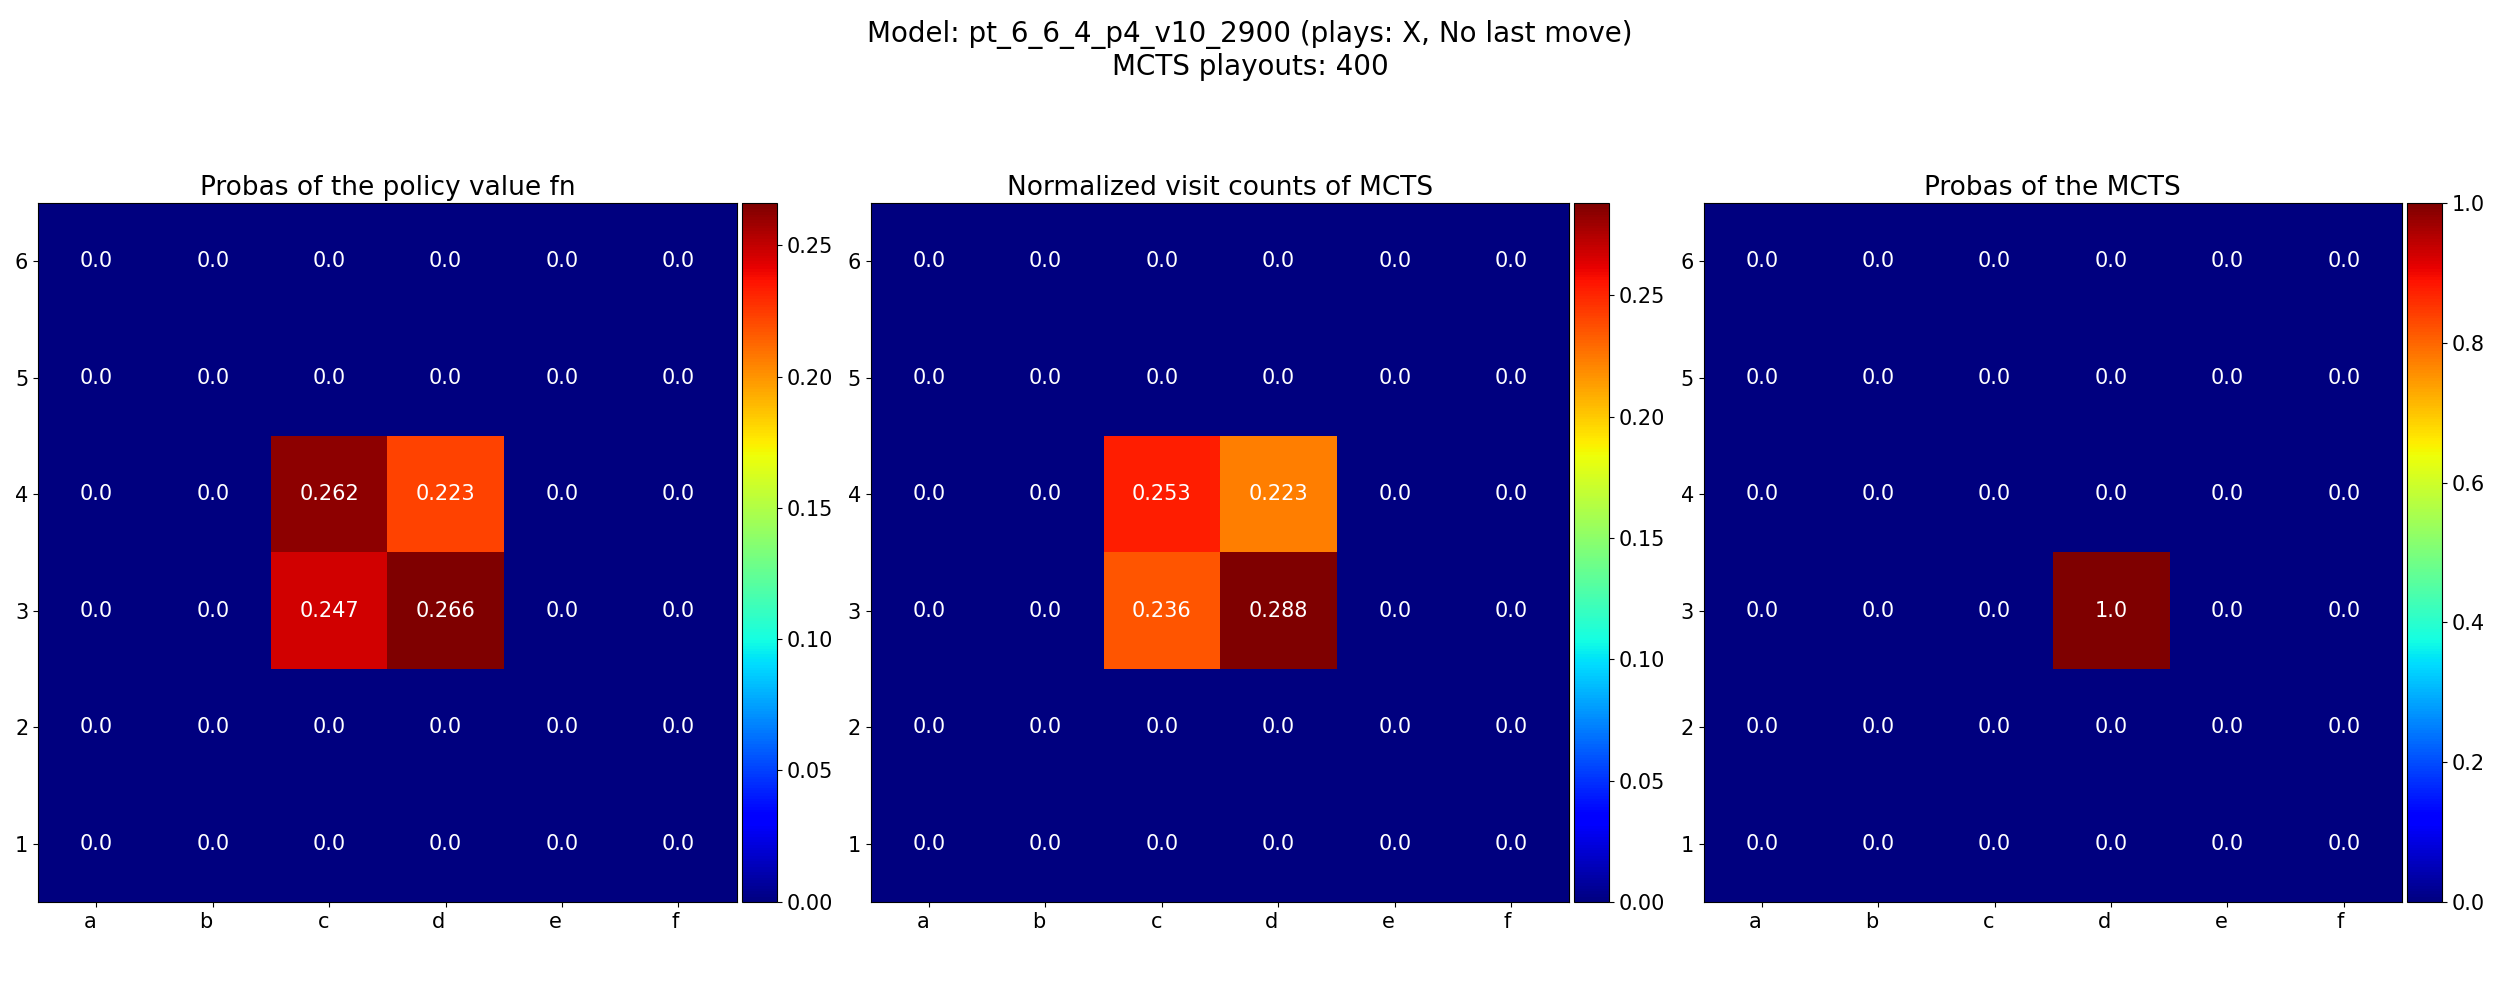 Model: pt_6_6_4_p4_v10_2900 (plays: X, No last move)
MCTS playouts: 400
Probas of the policy value fn
6 0.0 0.0 0.0 0.0 0.0 0.0
5 0.0 0.0 0.0 0.0 0.0 0.0
4 0.0 0.0 0.262 0.223 0.0 0.0
3 0.0 0.0 0.247 0.266 0.0 0.0
2 0.0 0.0 0.0 0.0 0.0 0.0
1 0.0 0.0 0.0 0.0 0.0 0.0
a b c d e f
0.25
0.20
0.15
0.10
0.05
0.00
Normalized visit counts of MCTS
6 0.0 0.0 0.0 0.0 0.0 0.0
5 0.0 0.0 0.0 0.0 0.0 0.0
4 0.0 0.0 0.253 0.223 0.0 0.0
3 0.0 0.0 0.236 0.288 0.0 0.0
2 0.0 0.0 0.0 0.0 0.0 0.0
1 0.0 0.0 0.0 0.0 0.0 0.0
a b c d e f
0.25
0.20
0.15
0.10
0.05
0.00
Probas of the MCTS
6 0.0 0.0 0.0 0.0 0.0 0.0
5 0.0 0.0 0.0 0.0 0.0 0.0
4 0.0 0.0 0.0 0.0 0.0 0.0
3 0.0 0.0 0.0 1.0 0.0 0.0
2 0.0 0.0 0.0 0.0 0.0 0.0
1 0.0 0.0 0.0 0.0 0.0 0.0
a b c d e f
1.0
0.8
0.6
0.4
0.2
0.0